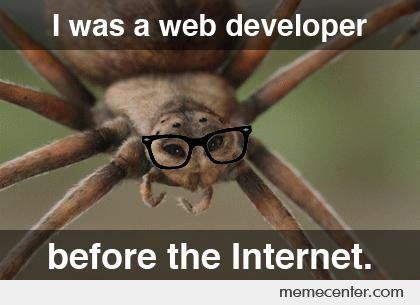 I was a web developer
before the Internet.
memecenter.com